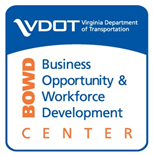 VDOT Virginia Department
of Transportation
BOWD
Business
Opportunity &
Workforce
Development
CENTER